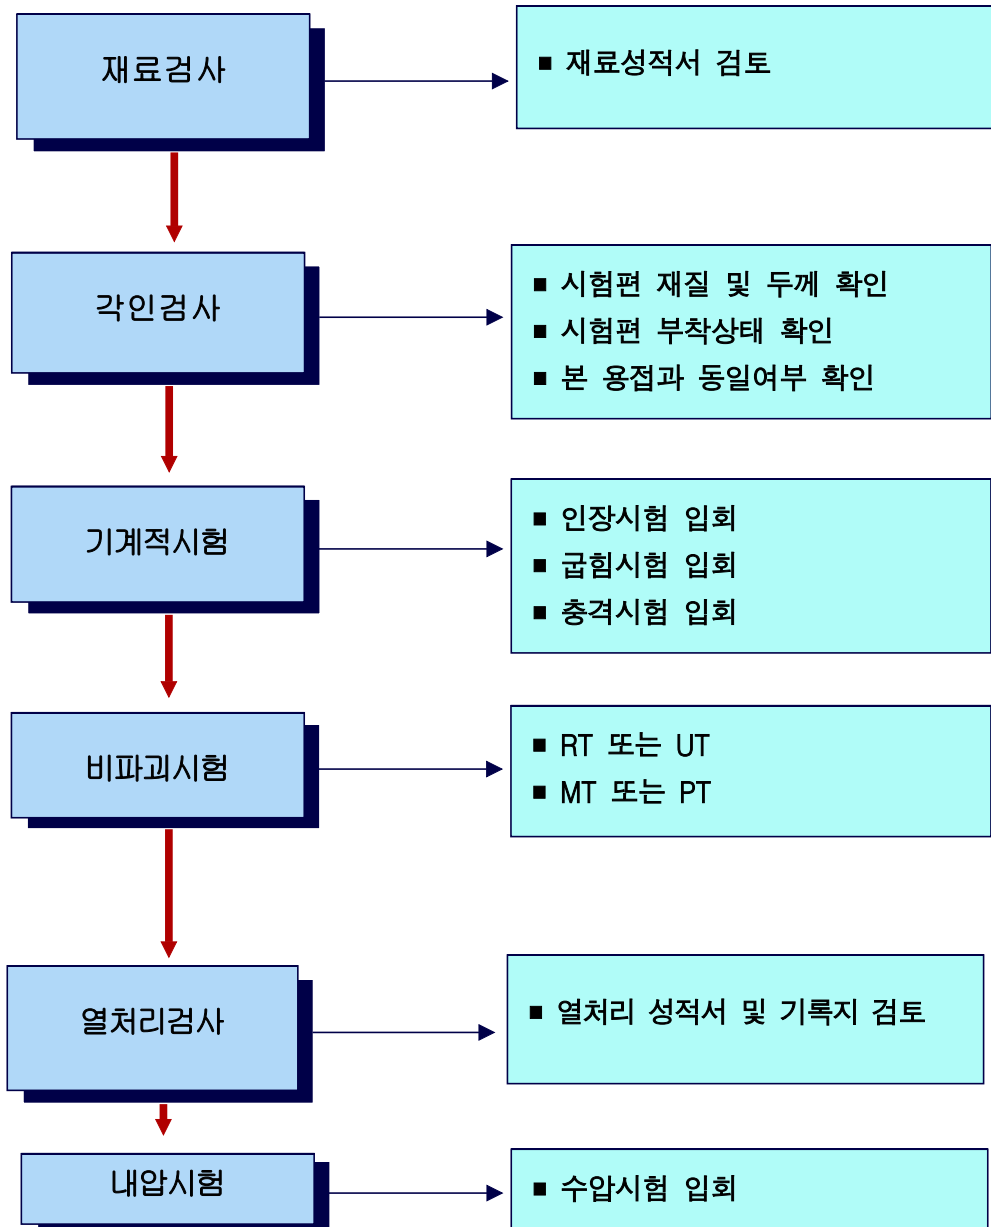 재료검사
■ 재료성적서 검토
각인검사
■ 시험편 재질 및 두께 확인
■ 시험편 부착상태 확인
■ 본 용접과 동일여부 확인
기계적시험
■ 인장시험 입회
■ 굽힘시험 입회
■ 충격시험 입회
비파괴시험
■ RT 또는 UT
■ MT 또는 PT
열처리검사
■ 열처리 성적서 및 기록지 검토
내압시험
■ 수압시험 입회